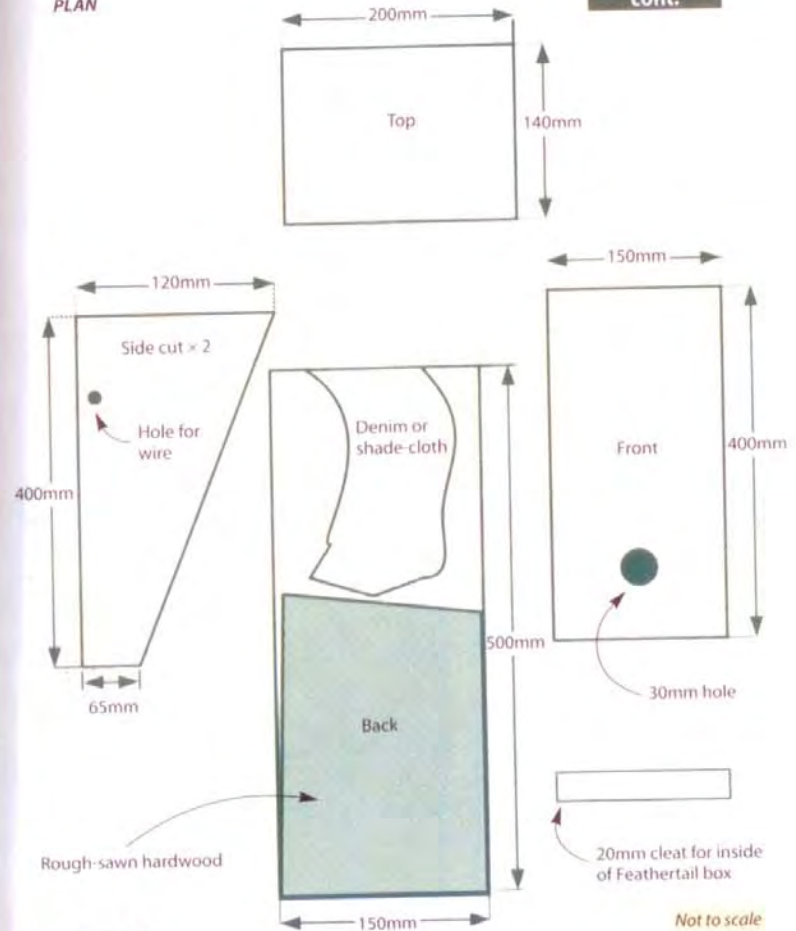 PLAN
cont.
200mm
Top
140mm
120mm
Side cut × 2
Hole for
wire
400mm
65mm
Denim or
shade-cloth
500mm
Back
Rough-sawn hardwood
150mm
150mm
Front
400mm
30mm hole
20mm cleat for inside
of Feathertail box
Not to scale